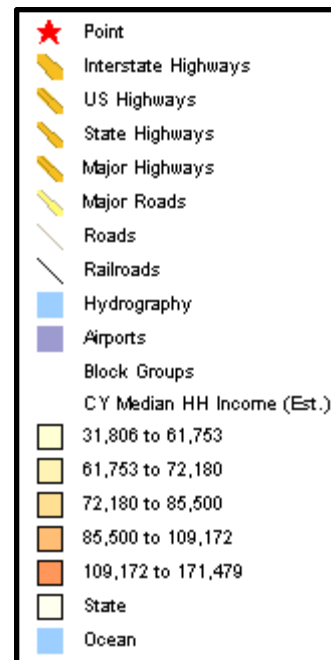 Point
Interstate Highways
US Highways
State Highways
Major Highways
Major Roads
Roads
Railroads
Hydrography
Airports
Block Groups
CY Median HH Income (Est.)
31,806 to 61,753
61,753 to 72,180
72,180 to 85,500
85,500 to 109,172
109,172 to 171,479
State
Ocean